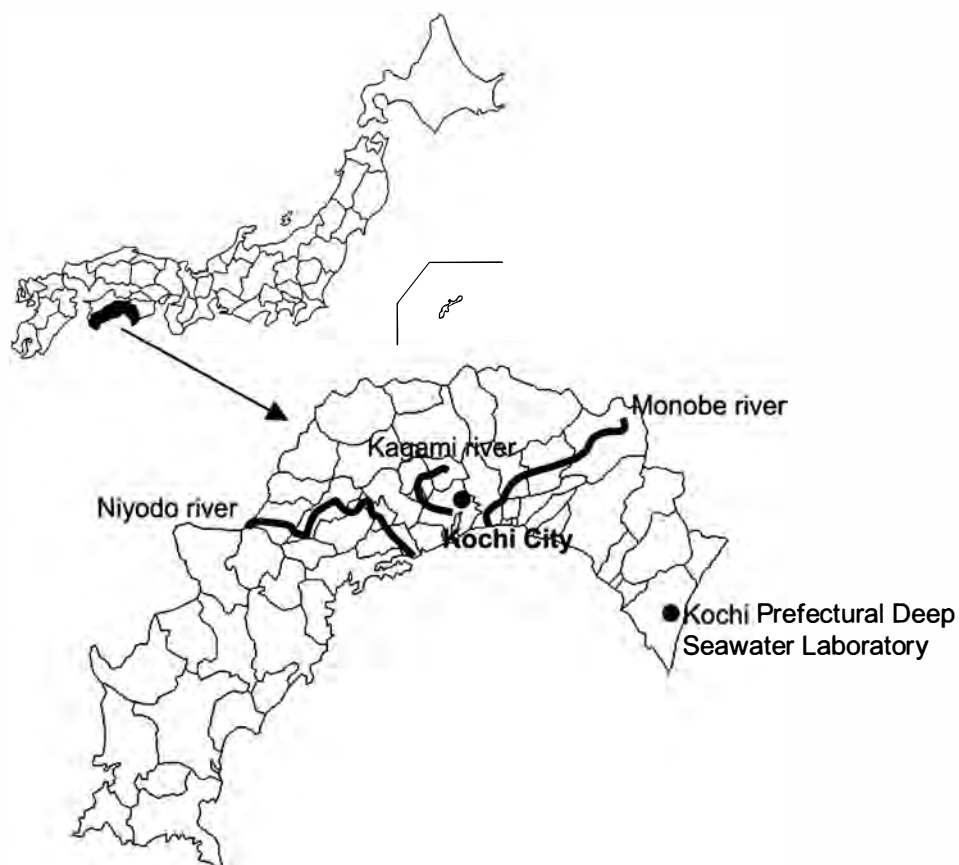 Monobe river
Kagami river
Niyodo river
Kochi City
Kochi Prefectural Deep
Seawater Laboratory